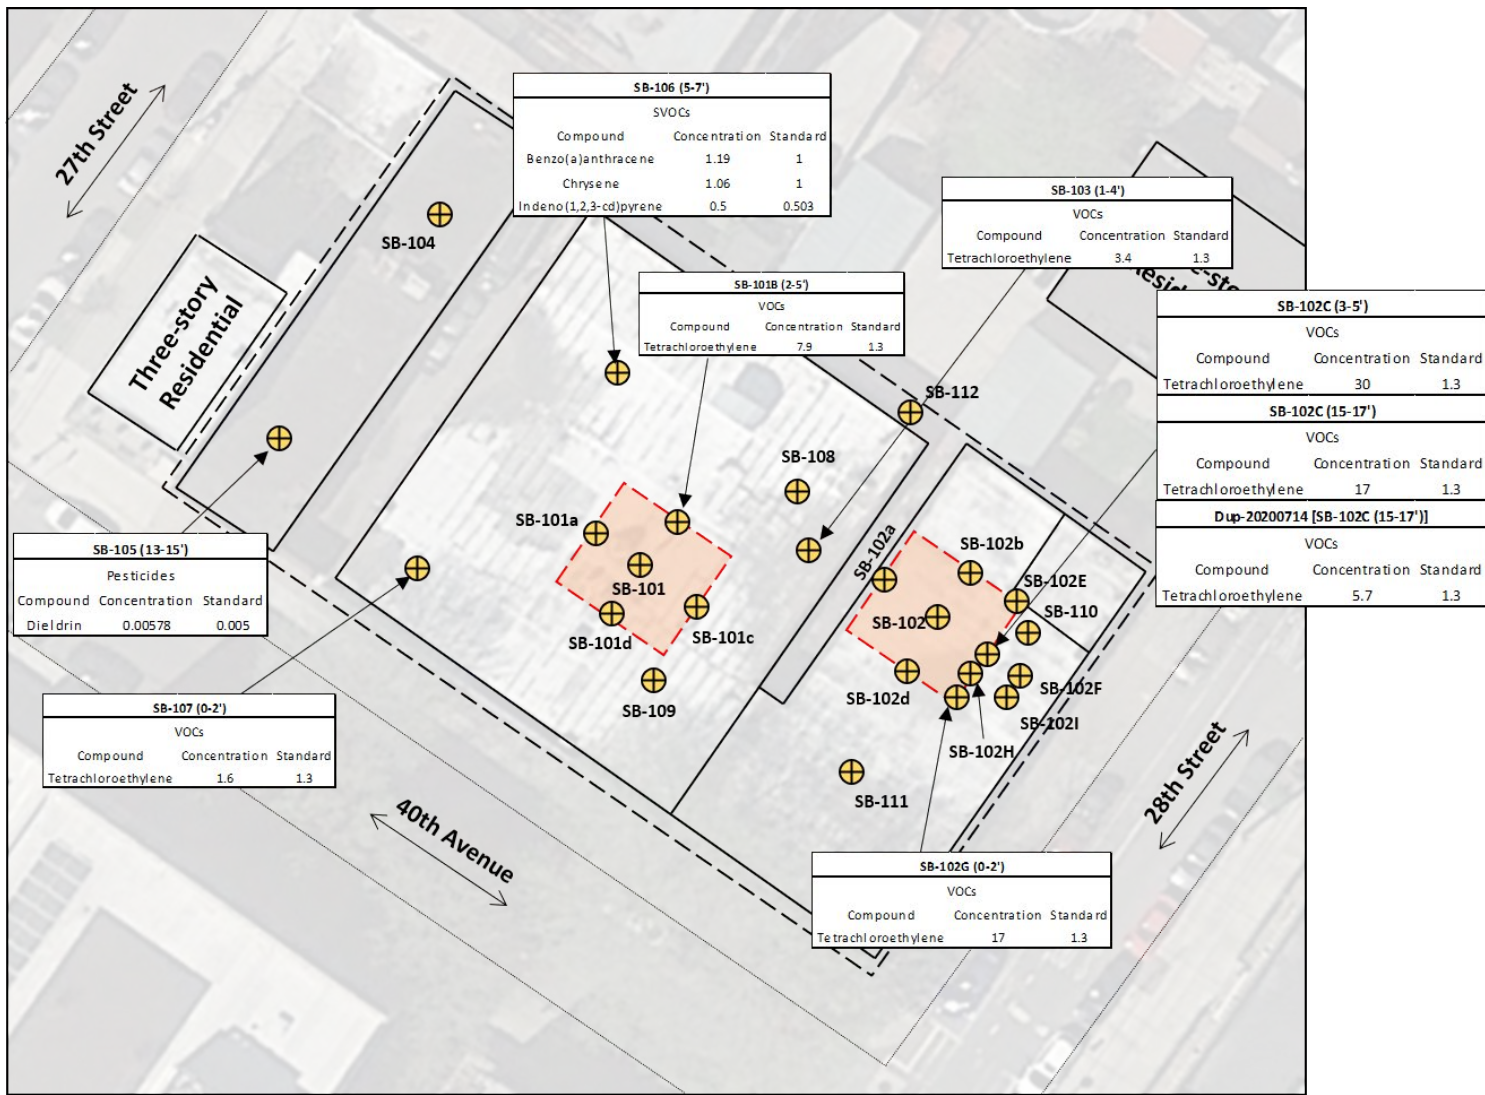 27th Street
SB-106 (5-7')
SVOCs
Compound Concentration Standard
Benzo(a)anthracene 1.19 1
Chrysene 1.06 1
Indeno(1,2,3-cd)pyrene 0.5 0.503
SB-103 (1-4')
VOCs
Compound Concentration Standard
Tetrachloroethylene 3.4 1.3
SB-104
Three-story
Residential
SB-101B (2-5')
VOCs
Compound Concentration Standard
Tetrachloroethylene 7.9 1.3
SB-102C (3-5')
VOCs
Compound Concentration Standard
Tetrachloroethylene 30 1.3
SB-102C (15-17')
VOCs
Compound Concentration Standard
Tetrachloroethylene 17 1.3
Dup-20200714 [SB-102C (15-17')]
VOCs
Compound Concentration Standard
Tetrachloroethylene 5.7 1.3
SB-112
SB-108
SB-101a
SB-101
SB-101d
SB-101c
SB-109
SB-102a
SB-102b
SB-102E
SB-110
SB-102
SB-102d
SB-102F
SB-102I
SB-102H
SB-111
SB-105 (13-15')
Pesticides
Compound Concentration Standard
Dieldrin 0.00578 0.005
SB-107 (0-2')
VOCs
Compound Concentration Standard
Tetrachloroethylene 1.6 1.3
40th Avenue
28th Street
SB-102G (0-2')
VOCs
Compound Concentration Standard
Tetrachloroethylene 17 1.3